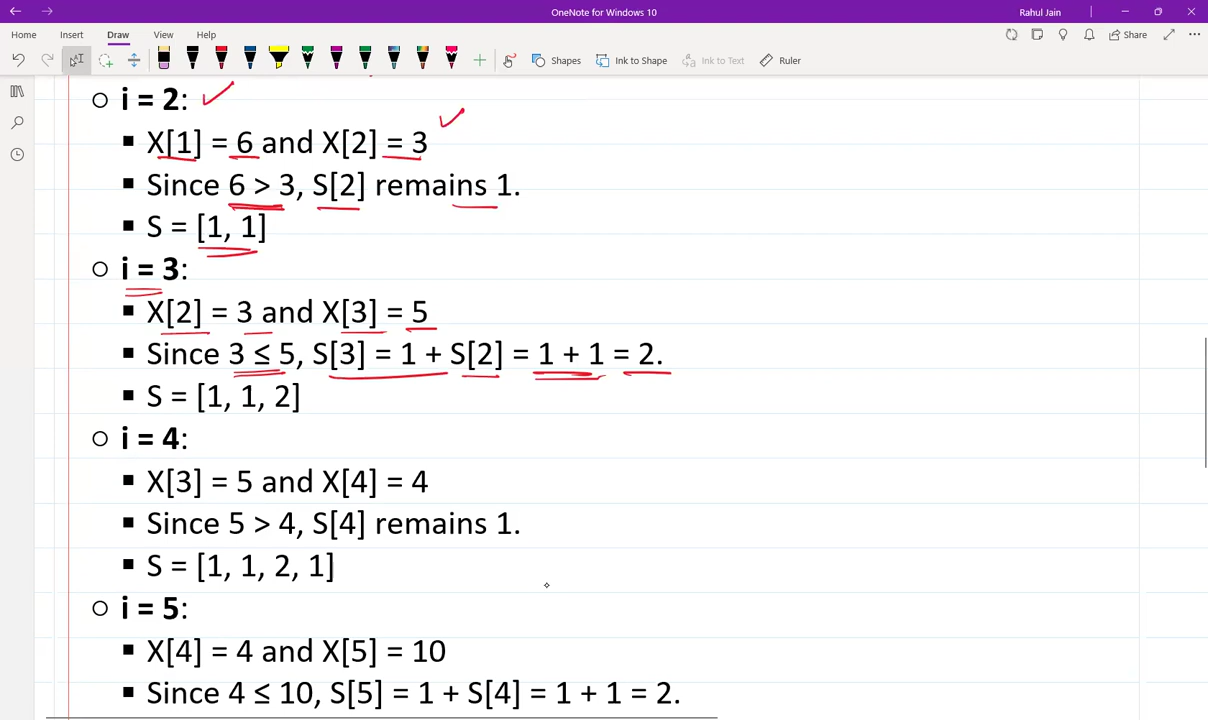 OneNote for Windows 10
Rahul Jain
Home Insert Draw View Help
Share
Shapes Ink to Shape Ink to Text Ruler
i = 2:
X[1] = 6 and X[2] = 3
Since 6 > 3, S[2] remains 1.
S = [1, 1]
i = 3:
X[2] = 3 and X[3] = 5
Since 3 ≤ 5, S[3] = 1 + S[2] = 1 + 1 = 2.
S = [1, 1, 2]
i = 4:
X[3] = 5 and X[4] = 4
Since 5 > 4, S[4] remains 1.
S = [1, 1, 2, 1]
i = 5:
X[4] = 4 and X[5] = 10
Since 4 ≤ 10, S[5] = 1 + S[4] = 1 + 1 = 2.